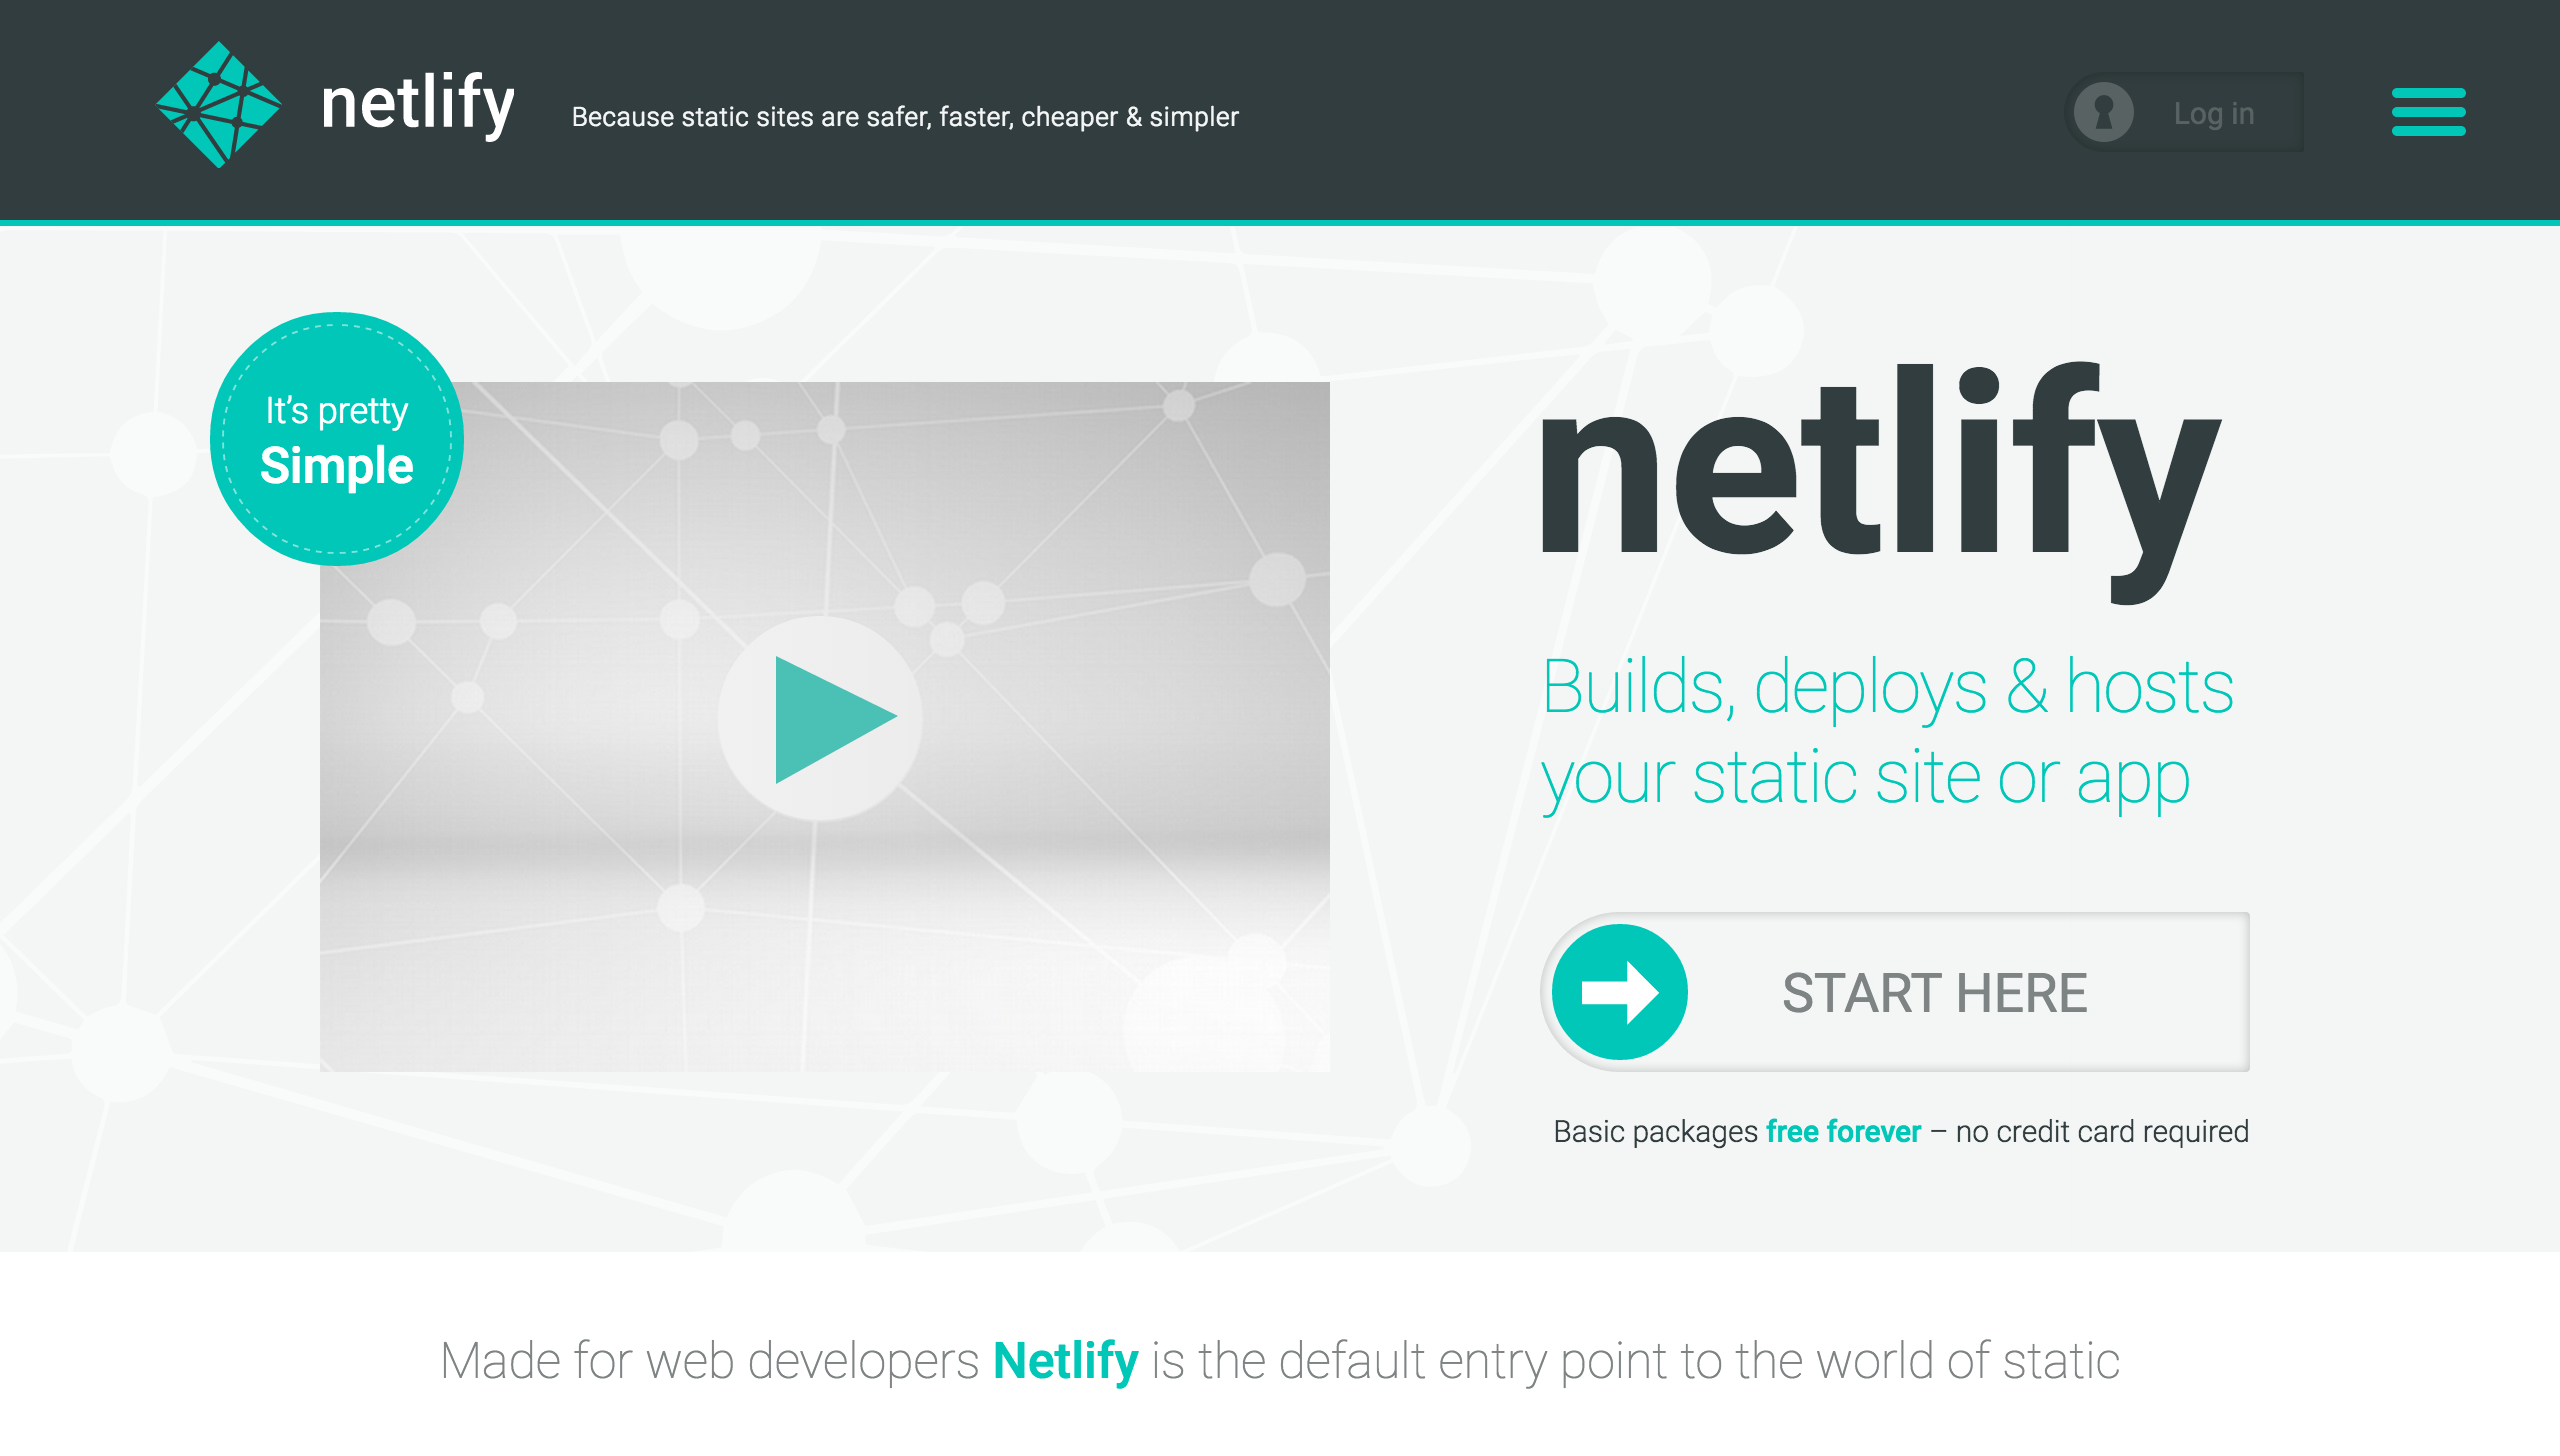 netlify
Because static sites are safer, faster, cheaper & simpler
Log in
It’s pretty
Simple
netlify
Builds, deploys & hosts
your static site or app
START HERE
Basic packages free forever – no credit card required
Made for web developers Netlify is the default entry point to the world of static